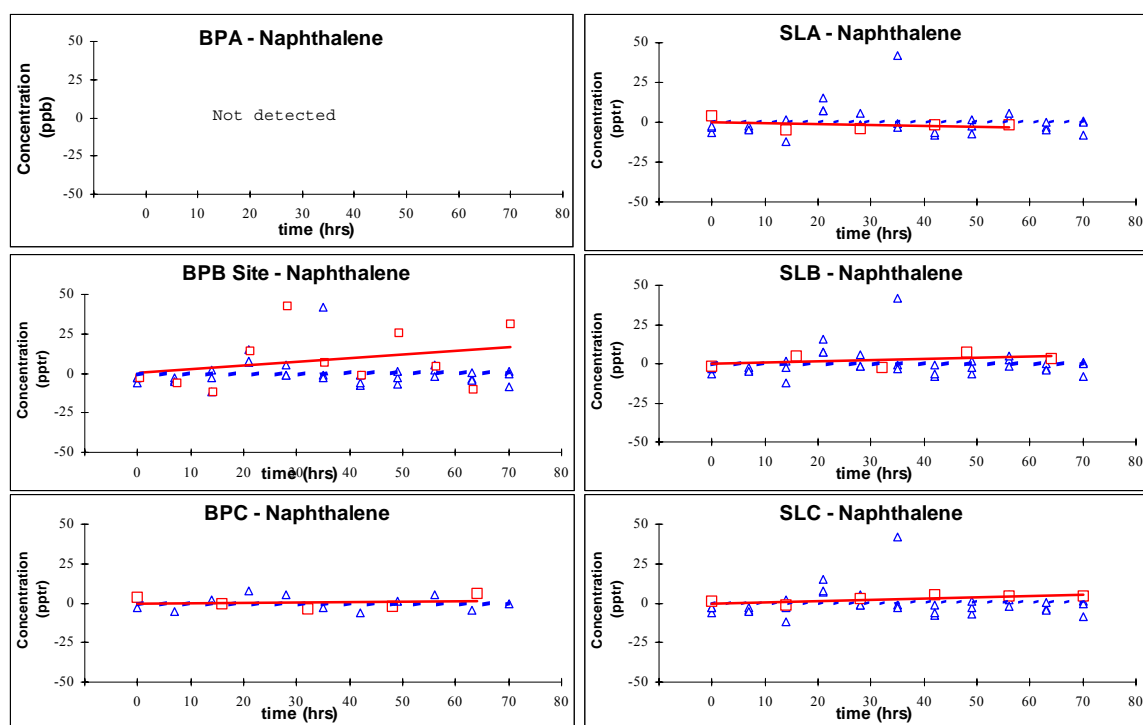 BPA - Naphthalene
Concentration
(ppb)
50
25
0
-25
-50
Not detected
0 10 20 30 40 50 60 70 80
time (hrs)
SLA - Naphthalene
Concentration
(pptr)
50
25
0
-25
-50
0 10 20 30 40 50 60 70 80
time (hrs)
BPB Site - Naphthalene
Concentration
(pptr)
50
25
0
-25
-50
0 10 20 30 40 50 60 70 80
time (hrs)
SLB - Naphthalene
Concentration
(pptr)
50
25
0
-25
-50
0 10 20 30 40 50 60 70 80
time (hrs)
BPC - Naphthalene
Concentration
(pptr)
50
25
0
-25
-50
0 10 20 30 40 50 60 70 80
time (hrs)
SLC - Naphthalene
Concentration
(pptr)
50
25
0
-25
-50
0 10 20 30 40 50 60 70 80
time (hrs)